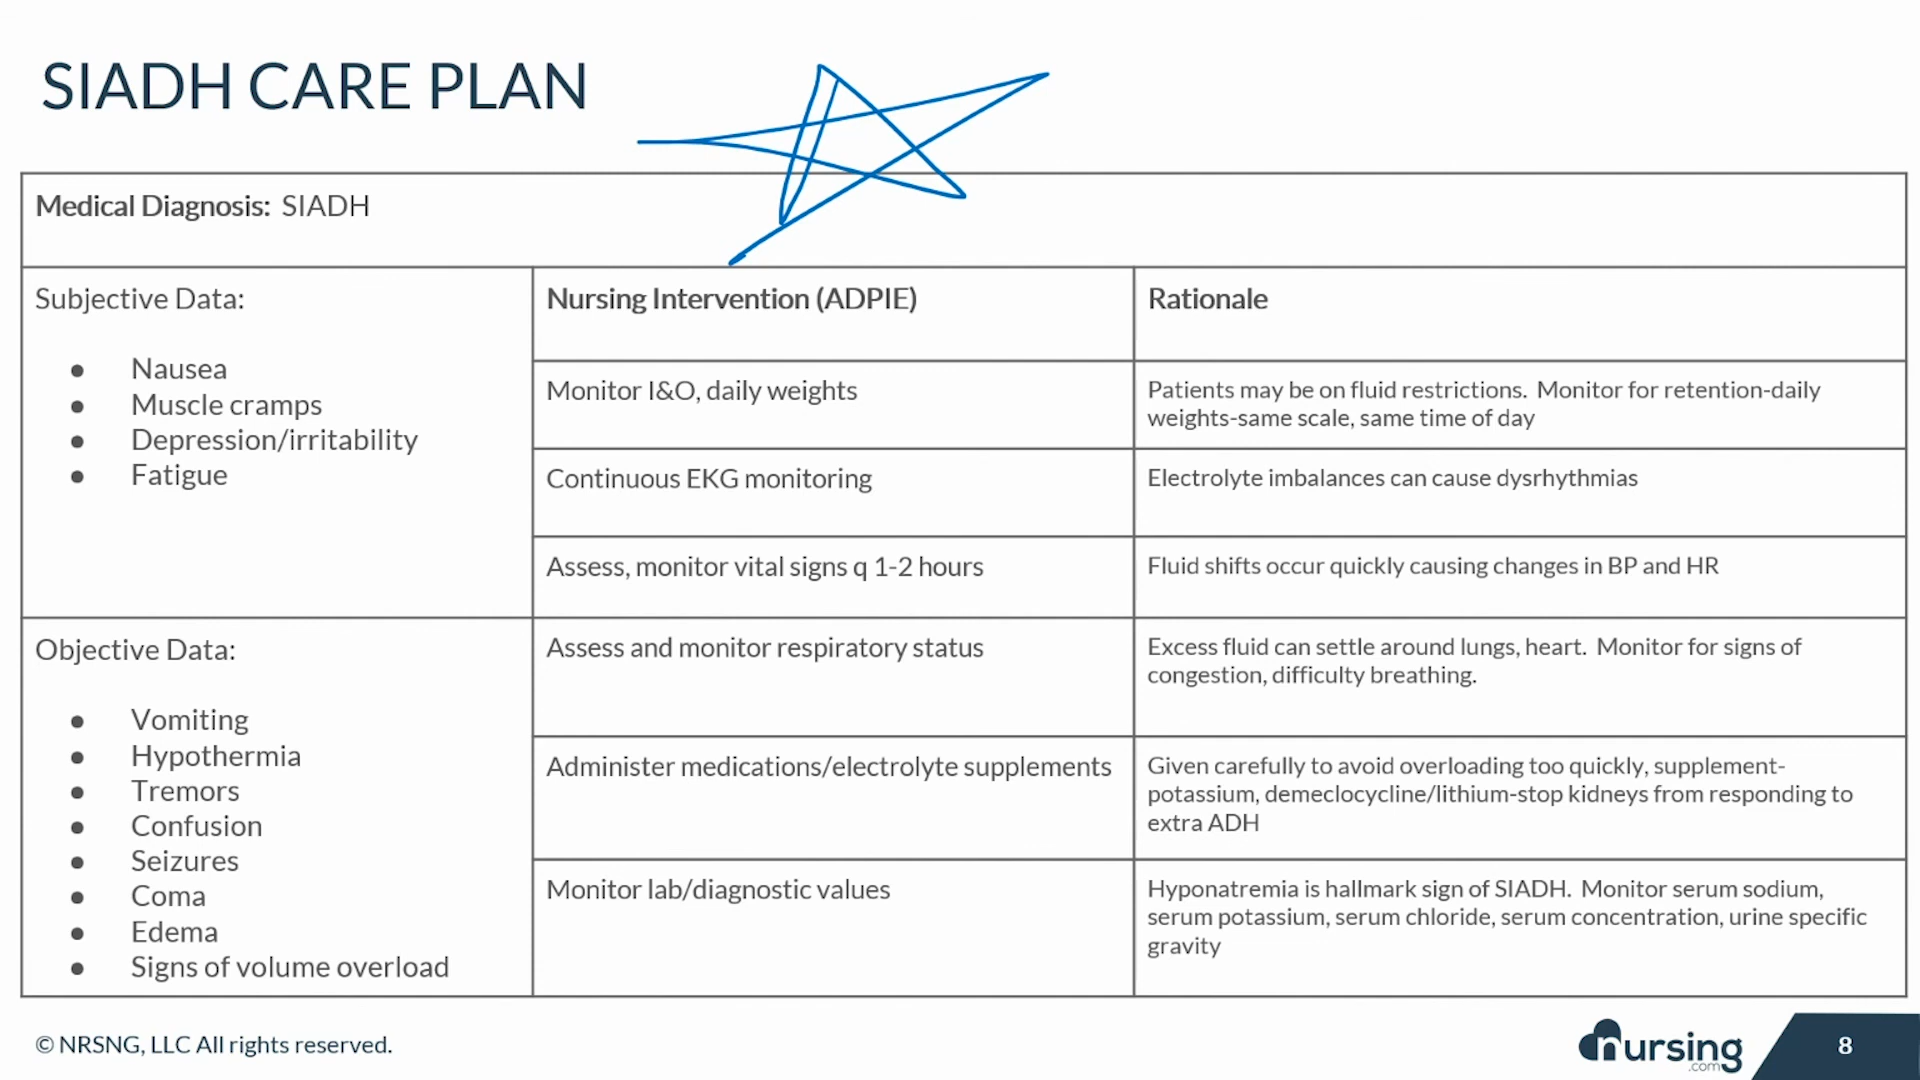 SIADH CARE PLAN
Medical Diagnosis: SIADH
Subjective Data:
● Nausea
● Muscle cramps
● Depression/irritability
● Fatigue
Nursing Intervention (ADPIE)
Rationale
Monitor I&O, daily weights
Patients may be on fluid restrictions. Monitor for retention-daily
weights-same scale, same time of day
Continuous EKG monitoring
Electrolyte imbalances can cause dysrhythmias
Assess, monitor vital signs q 1-2 hours
Fluid shifts occur quickly causing changes in BP and HR
Objective Data:
● Vomiting
● Hypothermia
● Tremors
● Confusion
● Seizures
● Coma
● Edema
● Signs of volume overload
Assess and monitor respiratory status
Excess fluid can settle around lungs, heart. Monitor for signs of
congestion, difficulty breathing.
Administer medications/electrolyte supplements
Given carefully to avoid overloading too quickly, supplement-
potassium, demeclocycline/lithium-stop kidneys from responding to
extra ADH
Monitor lab/diagnostic values
Hyponatremia is hallmark sign of SIADH. Monitor serum sodium,
serum potassium, serum chloride, serum concentration, urine specific
gravity
© NRSNG, LLC All rights reserved.
nursing
.com
8